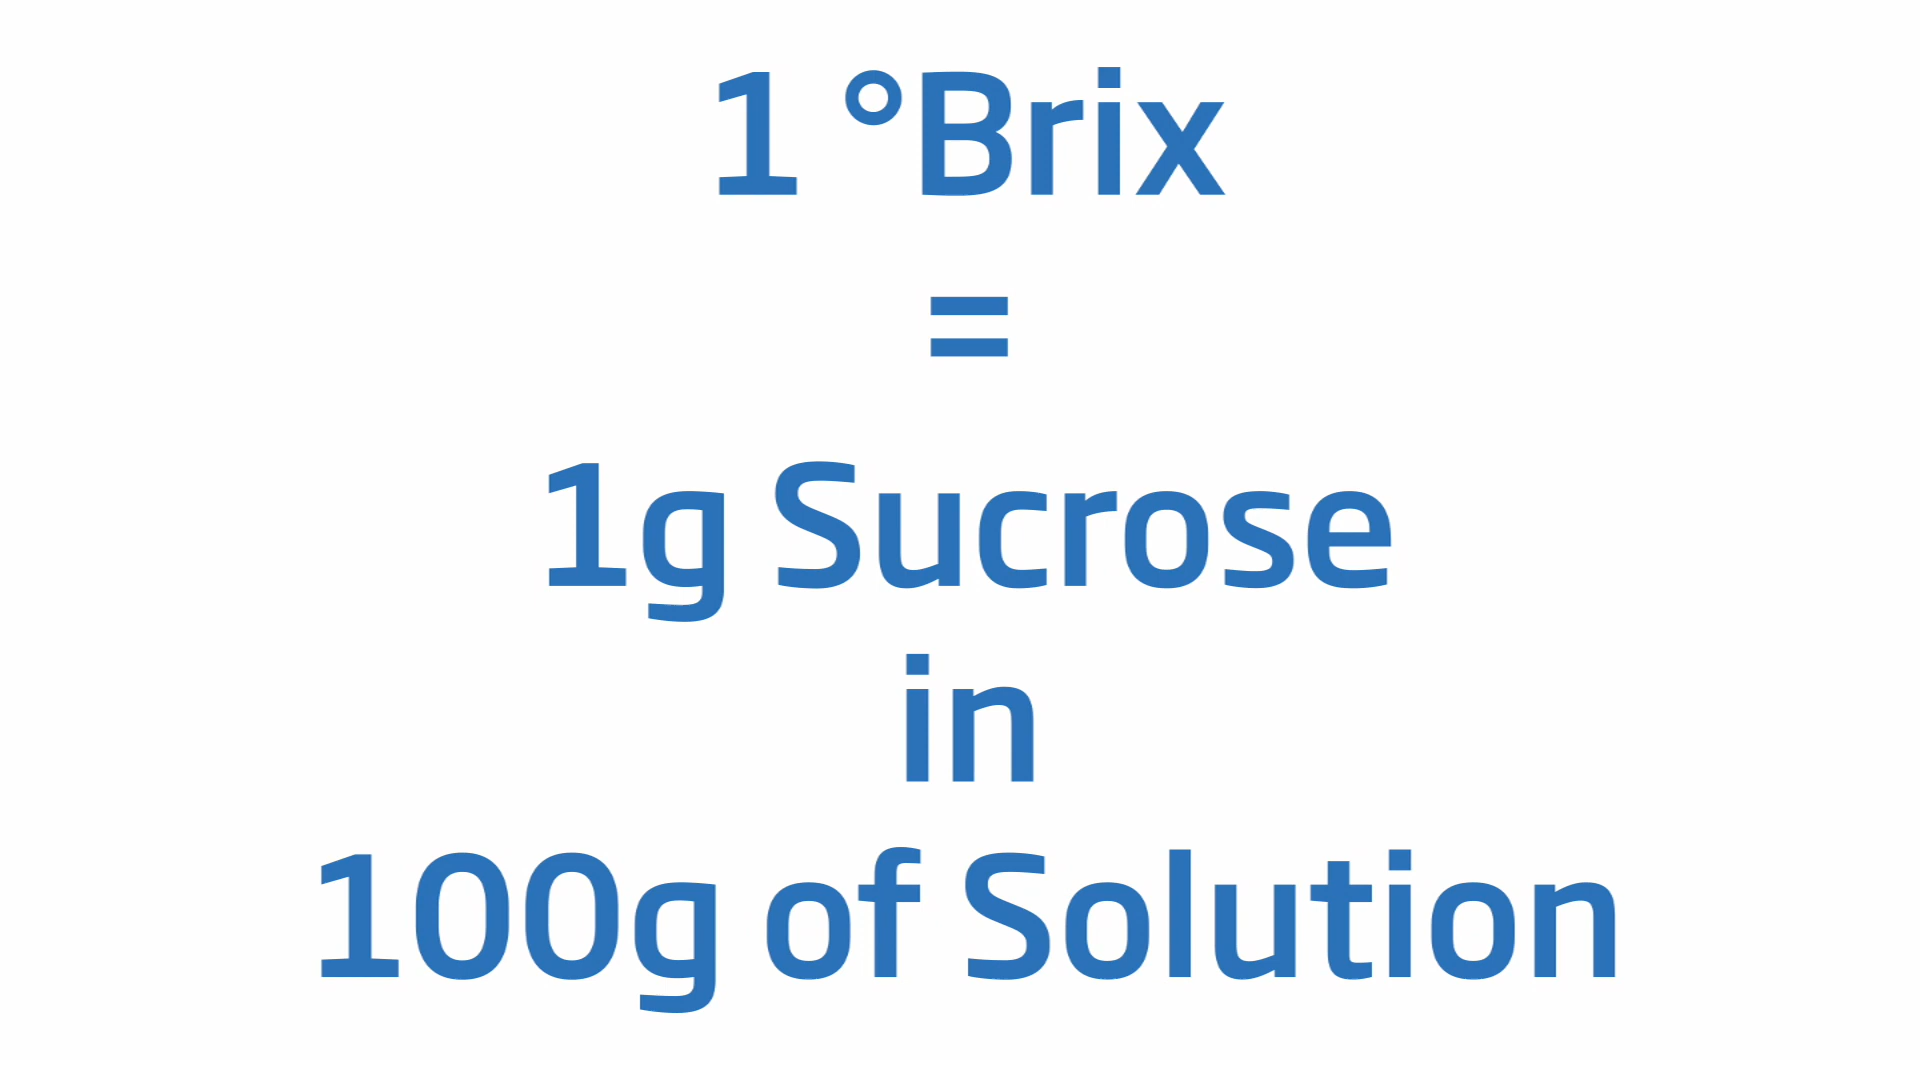 1 °Brix
=
1g Sucrose
in
100g of Solution